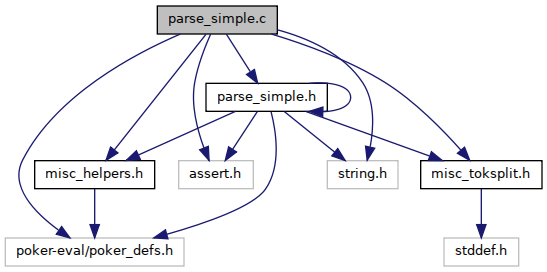 parse_simple.c
parse_simple.h
misc_helpers.h
assert.h
string.h
misc_toksplit.h
poker-eval/poker_defs.h
stddef.h